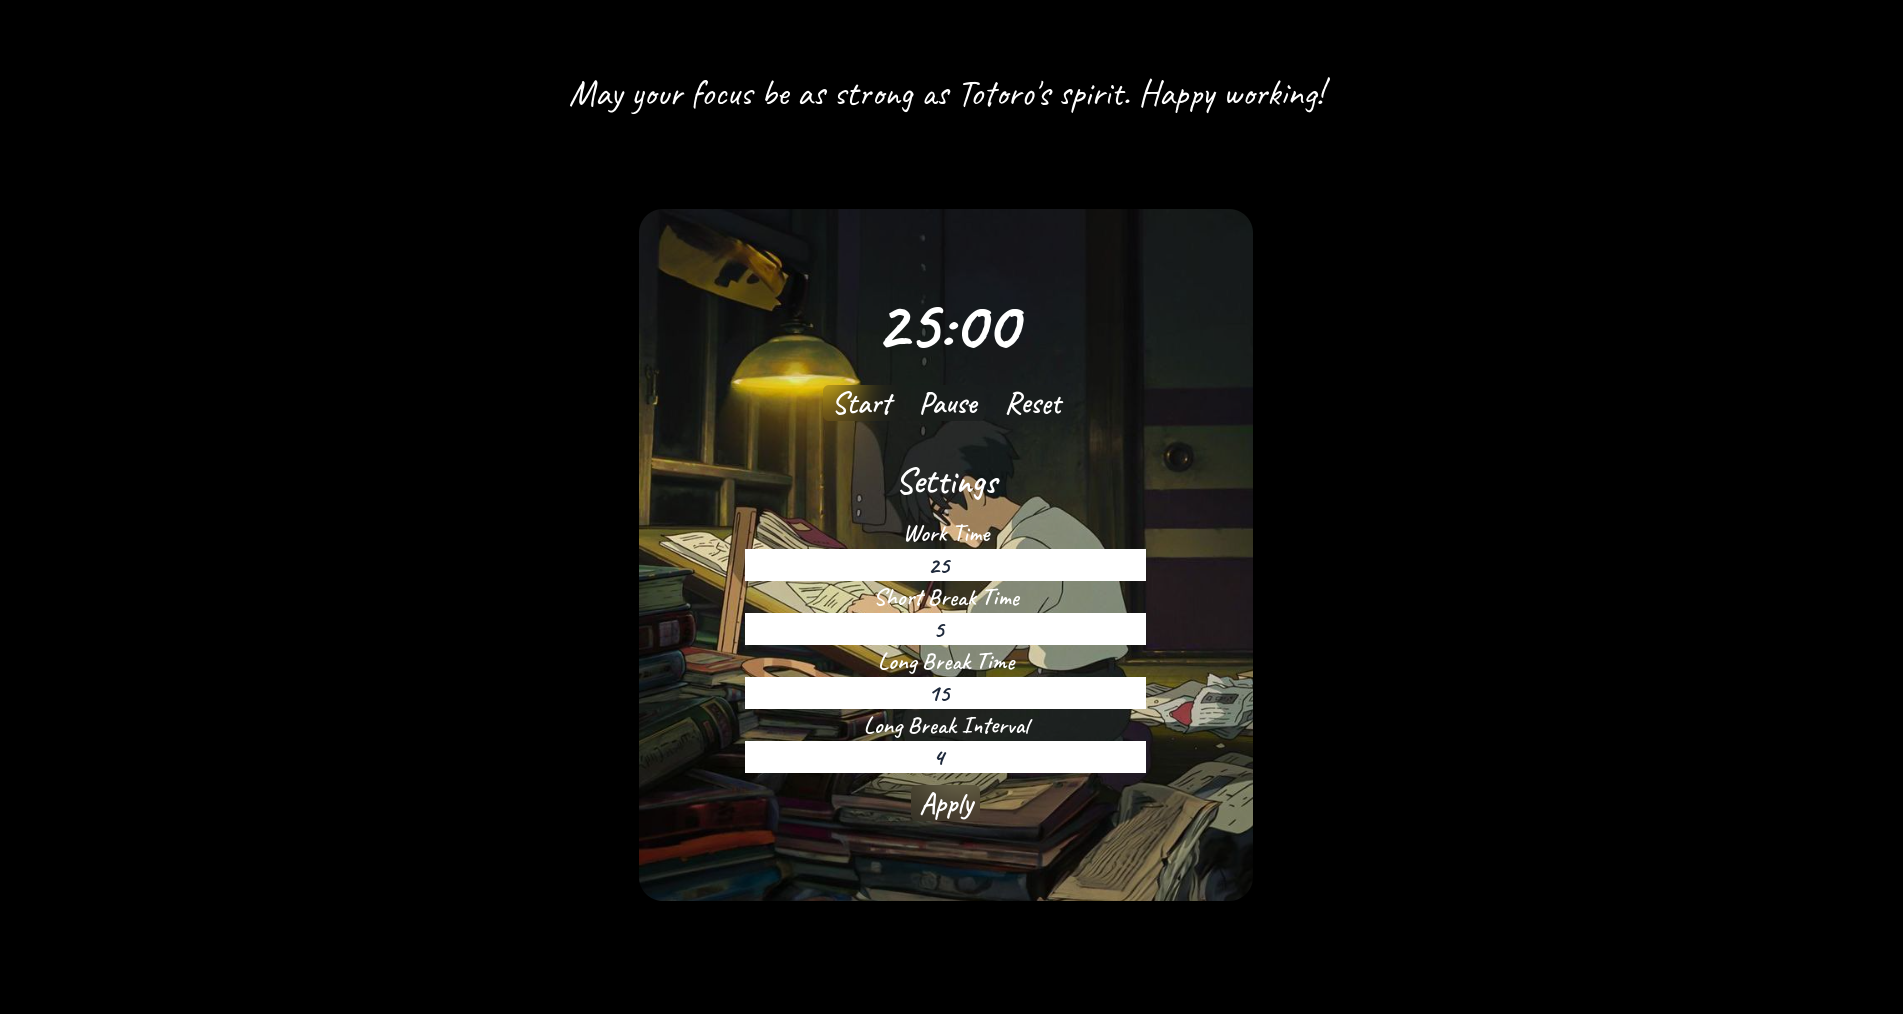 May your focus be as strong as Totoro's spirit. Happy working!
25:00
Start Pause Reset
Settings
Work Time
25
Short Break Time
5
Long Break Time
15
Long Break Interval
4
Apply